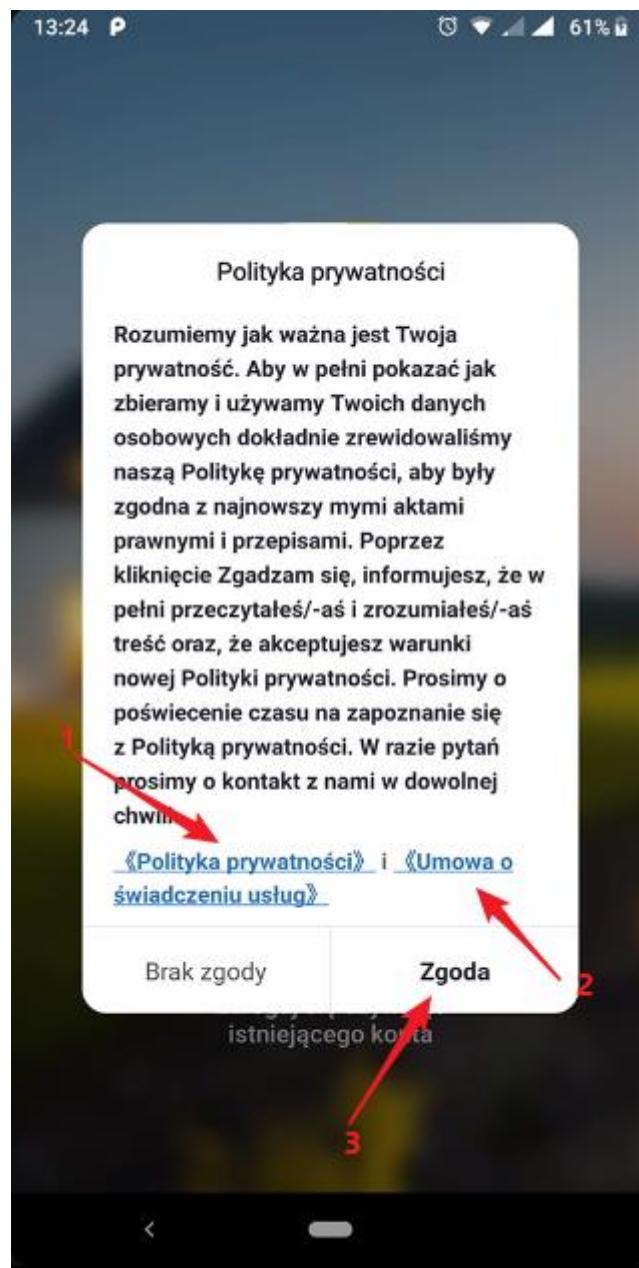 13:24 P 61%
Polityka prywatności
Rozumiemy jak ważna jest Twoja
prywatność. Aby w pełni pokazać jak
zbieramy i używamy Twoich danych
osobowych dokładnie zrewidowaliśmy
naszą Politykę prywatności, aby były
zgodna z najnowszy mymi aktami
prawnymi i przepisami. Poprzez
kliknięcie Zgadzam się, informujesz, że w
pełni przeczytałeś/-aś i zrozumiałeś/-aś
treść oraz, że akceptujesz warunki
nowej Polityki prywatności. Prosimy o
poświecenie czasu na zapoznanie się
1
z Polityką prywatności. W razie pytań
prosimy o kontakt z nami w dowolnej
chwili
《Polityka prywatności》 i 《Umowa o
świadczeniu usług》
Brak zgody Zgoda
2
istniejącego konta
3